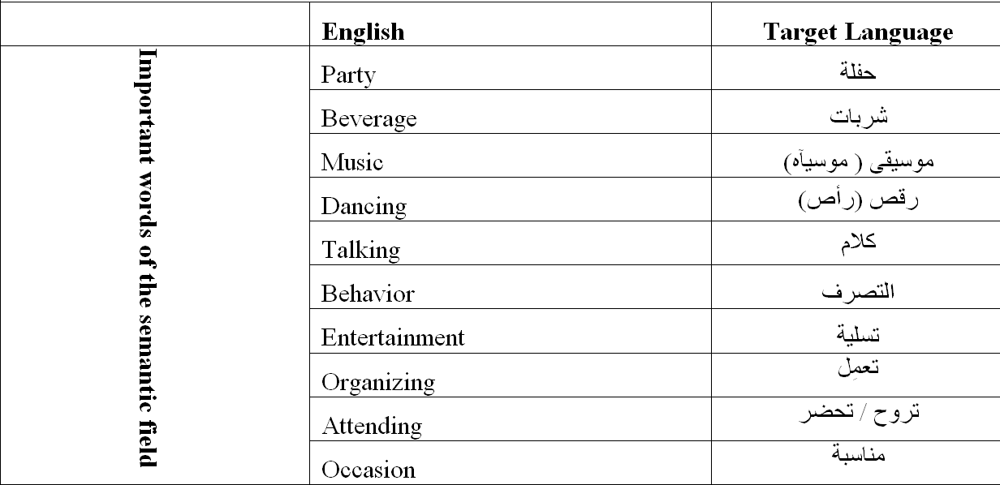 English Target Language
Important words of the semantic field
Party حفلة
Beverage شربات
Music موسيقى ( موسيآه)
Dancing رقص (رأص)
Talking كلام
Behavior التصرف
Entertainment تسلية
Organizing تعمِل
Attending تروح / تحضر
Occasion مناسبة